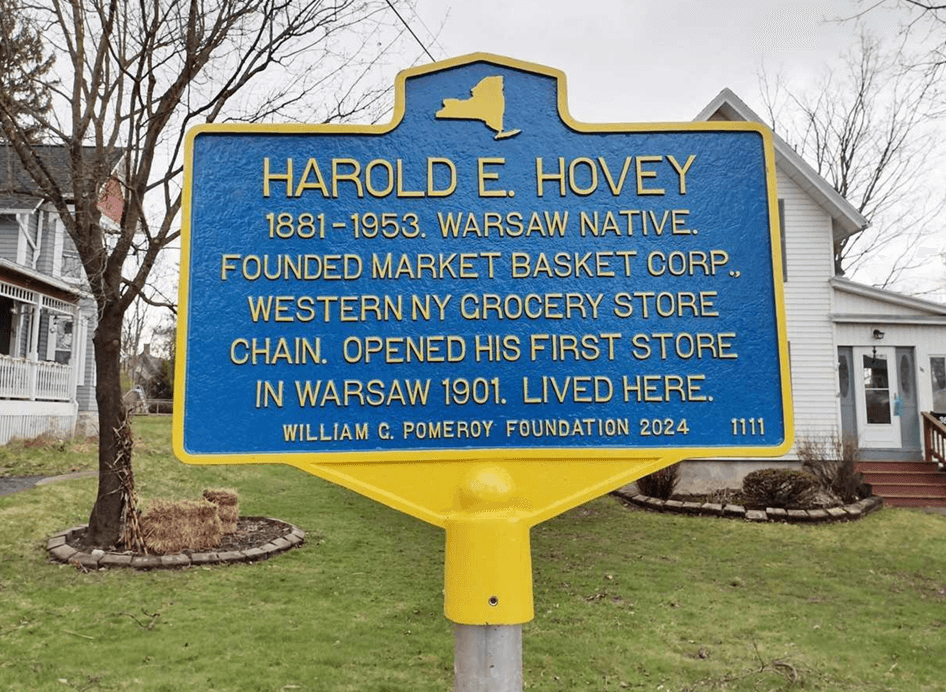 HAROLD E. HOVEY
1881-1953. WARSAW NATIVE.
FOUNDED MARKET BASKET CORP.,
WESTERN NY GROCERY STORE
CHAIN. OPENED HIS FIRST STORE
IN WARSAW 1901. LIVED HERE.
WILLIAM G. POMEROY FOUNDATION 2024 1111